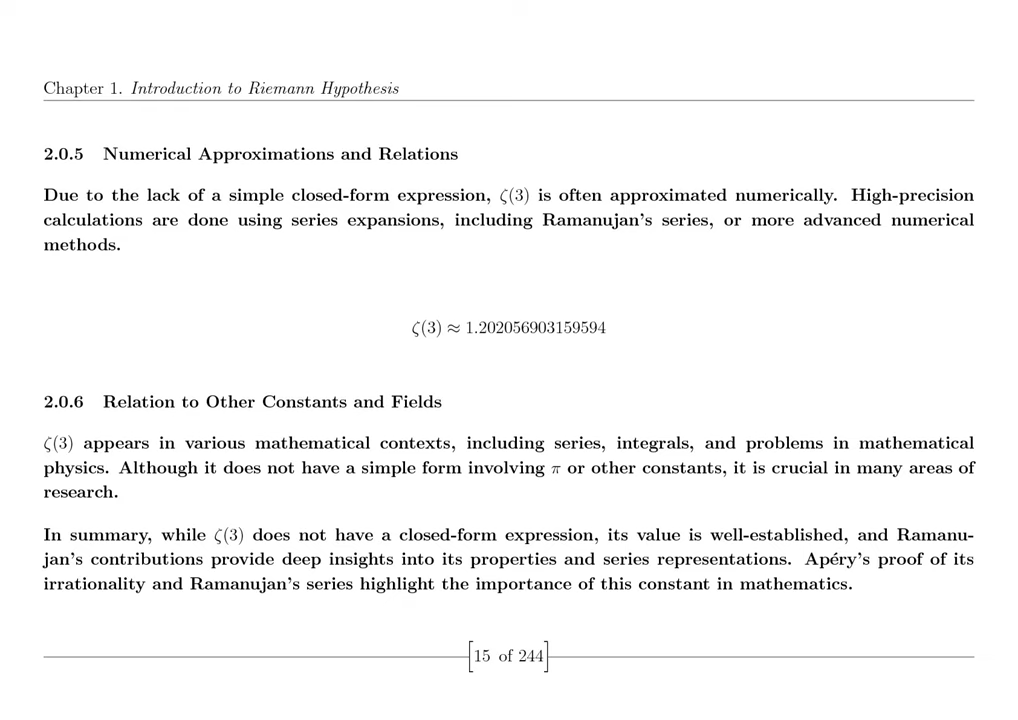 Chapter 1. Introduction to Riemann Hypothesis
2.0.5 Numerical Approximations and Relations
Due to the lack of a simple closed-form expression, ζ(3) is often approximated numerically. High-precision
calculations are done using series expansions, including Ramanujan's series, or more advanced numerical
methods.
ζ(3) ≈ 1.202056903159594
2.0.6 Relation to Other Constants and Fields
ζ(3) appears in various mathematical contexts, including series, integrals, and problems in mathematical
physics. Although it does not have a simple form involving π or other constants, it is crucial in many areas of
research.
In summary, while ζ(3) does not have a closed-form expression, its value is well-established, and Ramanu-
jan's contributions provide deep insights into its properties and series representations. Apéry's proof of its
irrationality and Ramanujan's series highlight the importance of this constant in mathematics.
[15 of 244]